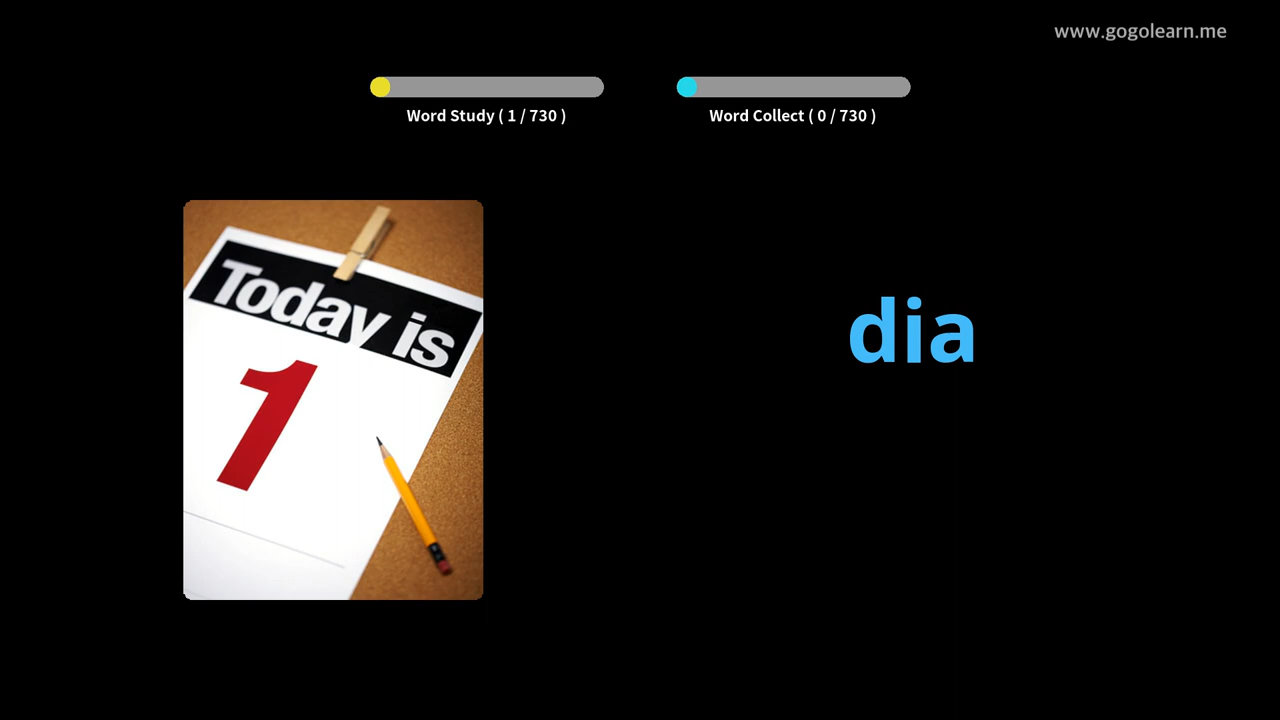 www.gogolearn.me
Word Study ( 1 / 730 )
Word Collect ( 0 / 730 )
Today is
1
dia